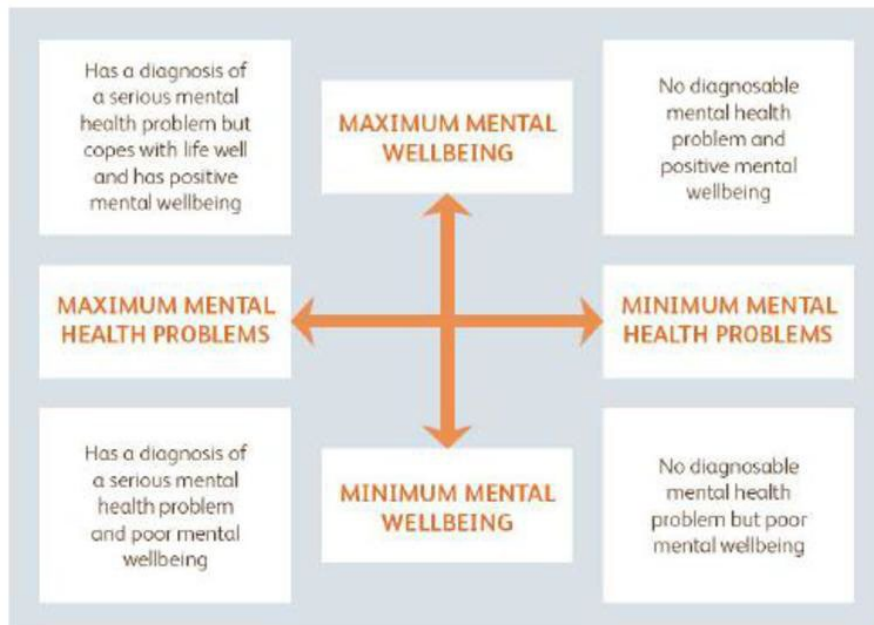 Has a diagnosis of
a serious mental
health problem but
copes with life well
and has positive
mental wellbeing
MAXIMUM MENTAL
WELLBEING
No diagnosable
mental health
problem and
positive mental
wellbeing
MAXIMUM MENTAL
HEALTH PROBLEMS
MINIMUM MENTAL
HEALTH PROBLEMS
Has a diagnosis of
a serious mental
health problem
and poor mental
wellbeing
MINIMUM MENTAL
WELLBEING
No diagnosable
mental health
problem but poor
mental wellbeing